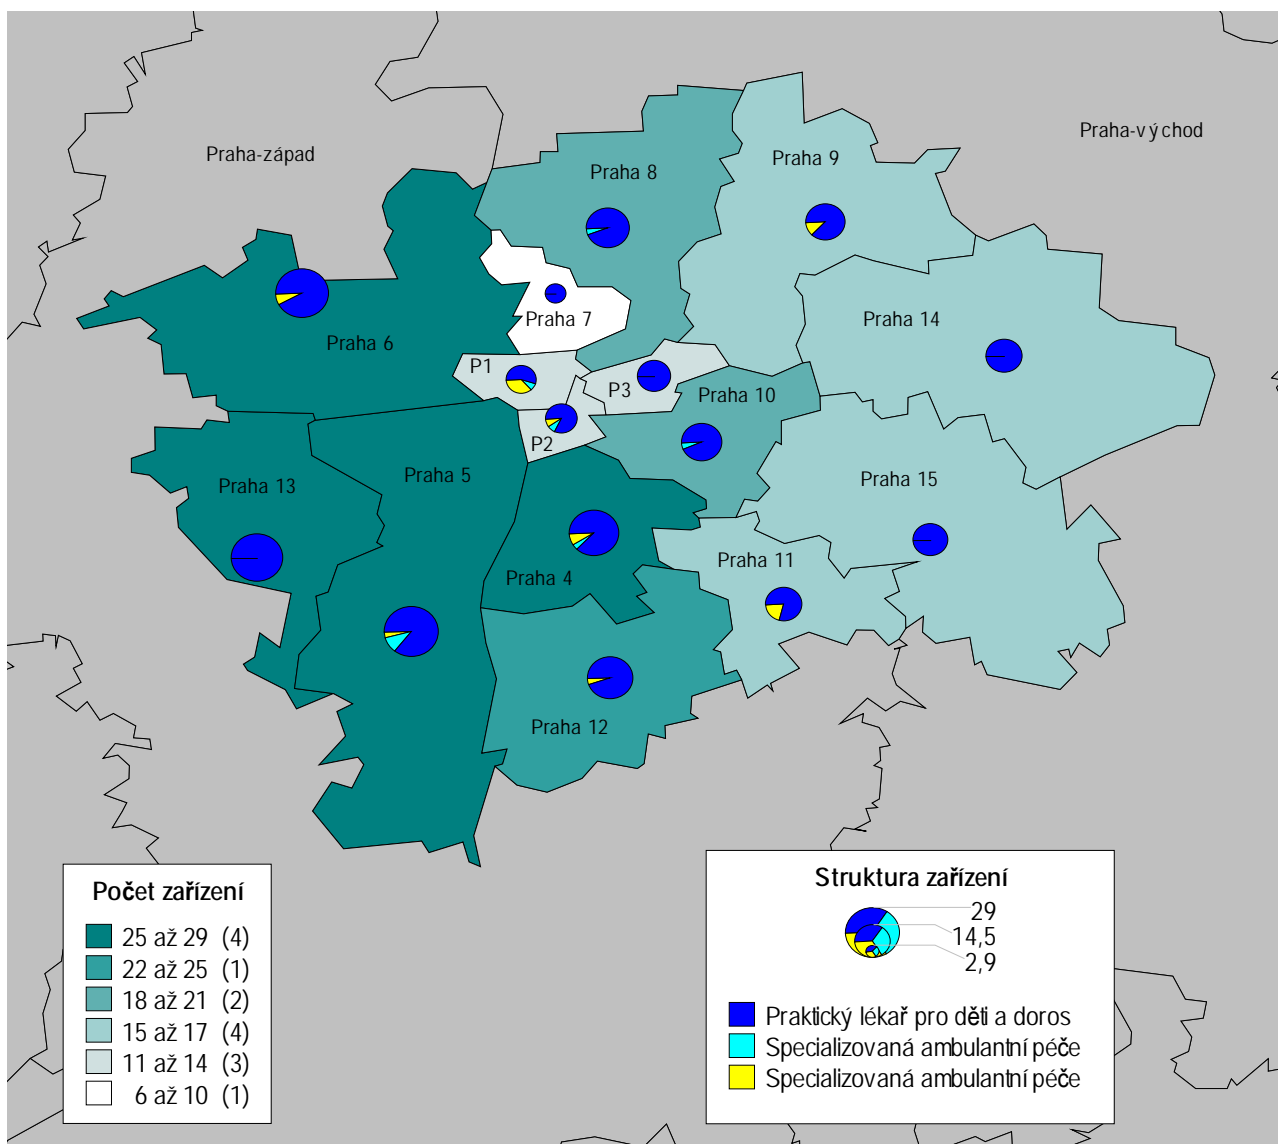 Praha-západ
Praha-východ
Praha 8
Praha 9
Praha 7
Praha 14
Praha 6
P1
P3
Praha 10
P2
Praha 5
Praha 13
Praha 15
Praha 11
Praha 4
Praha 12
Počet zařízení
25 až 29 (4)
22 až 25 (1)
18 až 21 (2)
15 až 17 (4)
11 až 14 (3)
6 až 10 (1)
Struktura zařízení
29
14,5
2,9
Praktický lékař pro děti a doros
Specializovaná ambulantní péče
Specializovaná ambulantní péče